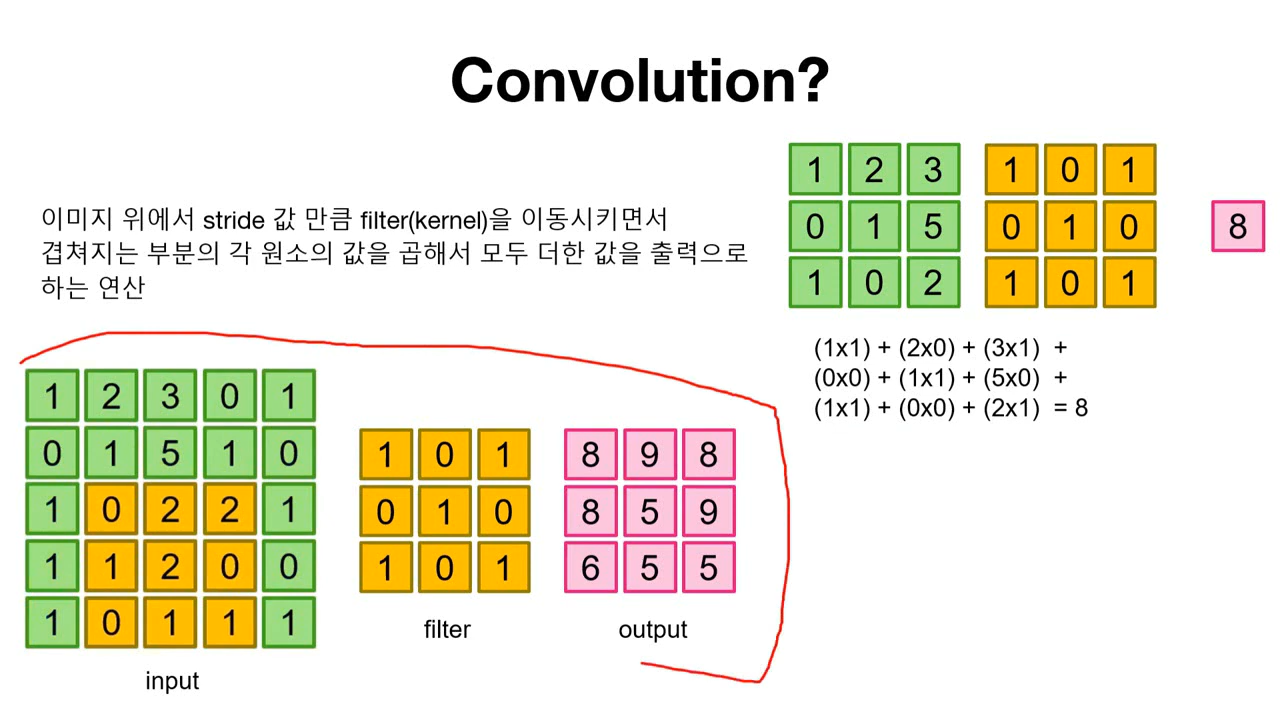 Convolution?
이미지 위에서 stride 값 만큼 filter(kernel)을 이동시키면서
겹쳐지는 부분의 각 원소의 값을 곱해서 모두 더한 값을 출력으로
하는 연산
1 2 3
0 1 5
1 0 2
1 0 1
0 1 0
1 0 1
8
(1x1) + (2x0) + (3x1) +
(0x0) + (1x1) + (5x0) +
(1x1) + (0x0) + (2x1) = 8
1 2 3 0 1
0 1 5 1 0
1 0 2 2 1
1 1 2 0 0
1 0 1 1 1
input
1 0 1
0 1 0
1 0 1
filter
8 9 8
8 5 9
6 5 5
output